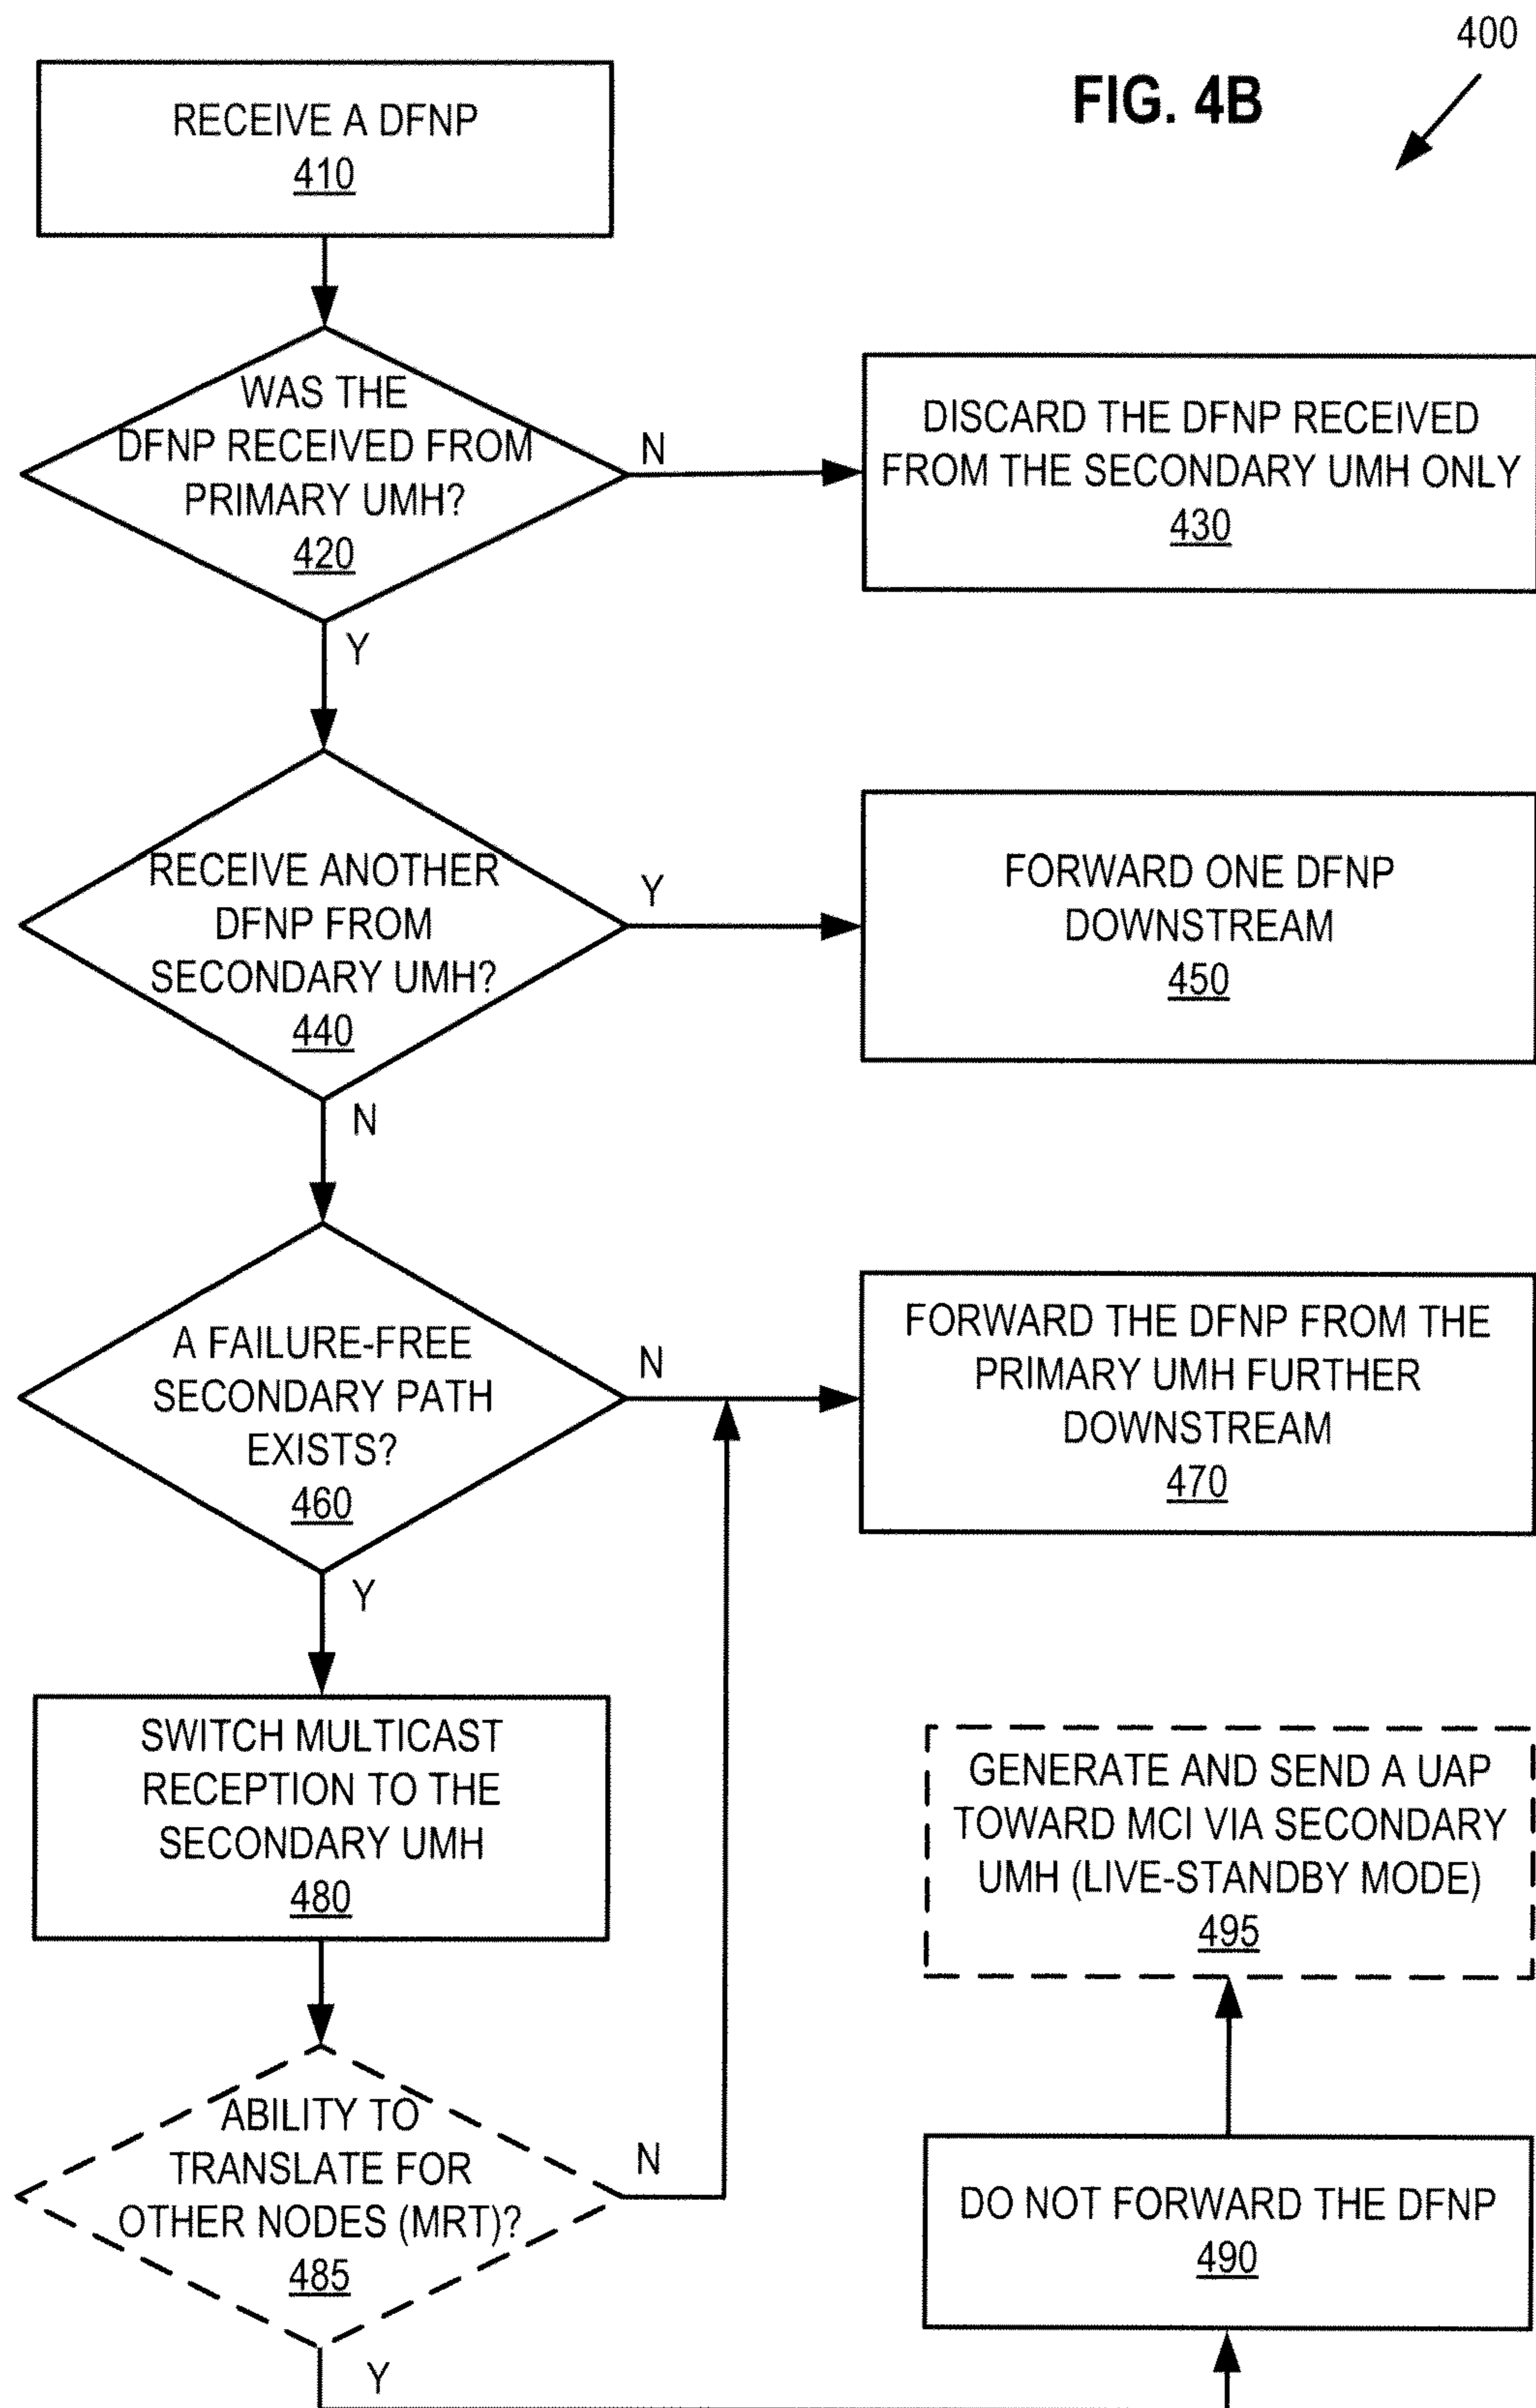 400
FIG. 4B
RECEIVE A DFNP
410
WAS THE
DFNP RECEIVED FROM
PRIMARY UMH?
420
N
DISCARD THE DFNP RECEIVED
FROM THE SECONDARY UMH ONLY
430
Y
RECEIVE ANOTHER
DFNP FROM
SECONDARY UMH?
440
Y
FORWARD ONE DFNP
DOWNSTREAM
450
N
A FAILURE-FREE
SECONDARY PATH
EXISTS?
460
N
FORWARD THE DFNP FROM THE
PRIMARY UMH FURTHER
DOWNSTREAM
470
Y
SWITCH MULTICAST
RECEPTION TO THE
SECONDARY UMH
480
GENERATE AND SEND A UAP
TOWARD MCI VIA SECONDARY
UMH (LIVE-STANDBY MODE)
495
ABILITY TO
TRANSLATE FOR
OTHER NODES (MRT)?
485
N
DO NOT FORWARD THE DFNP
490
Y